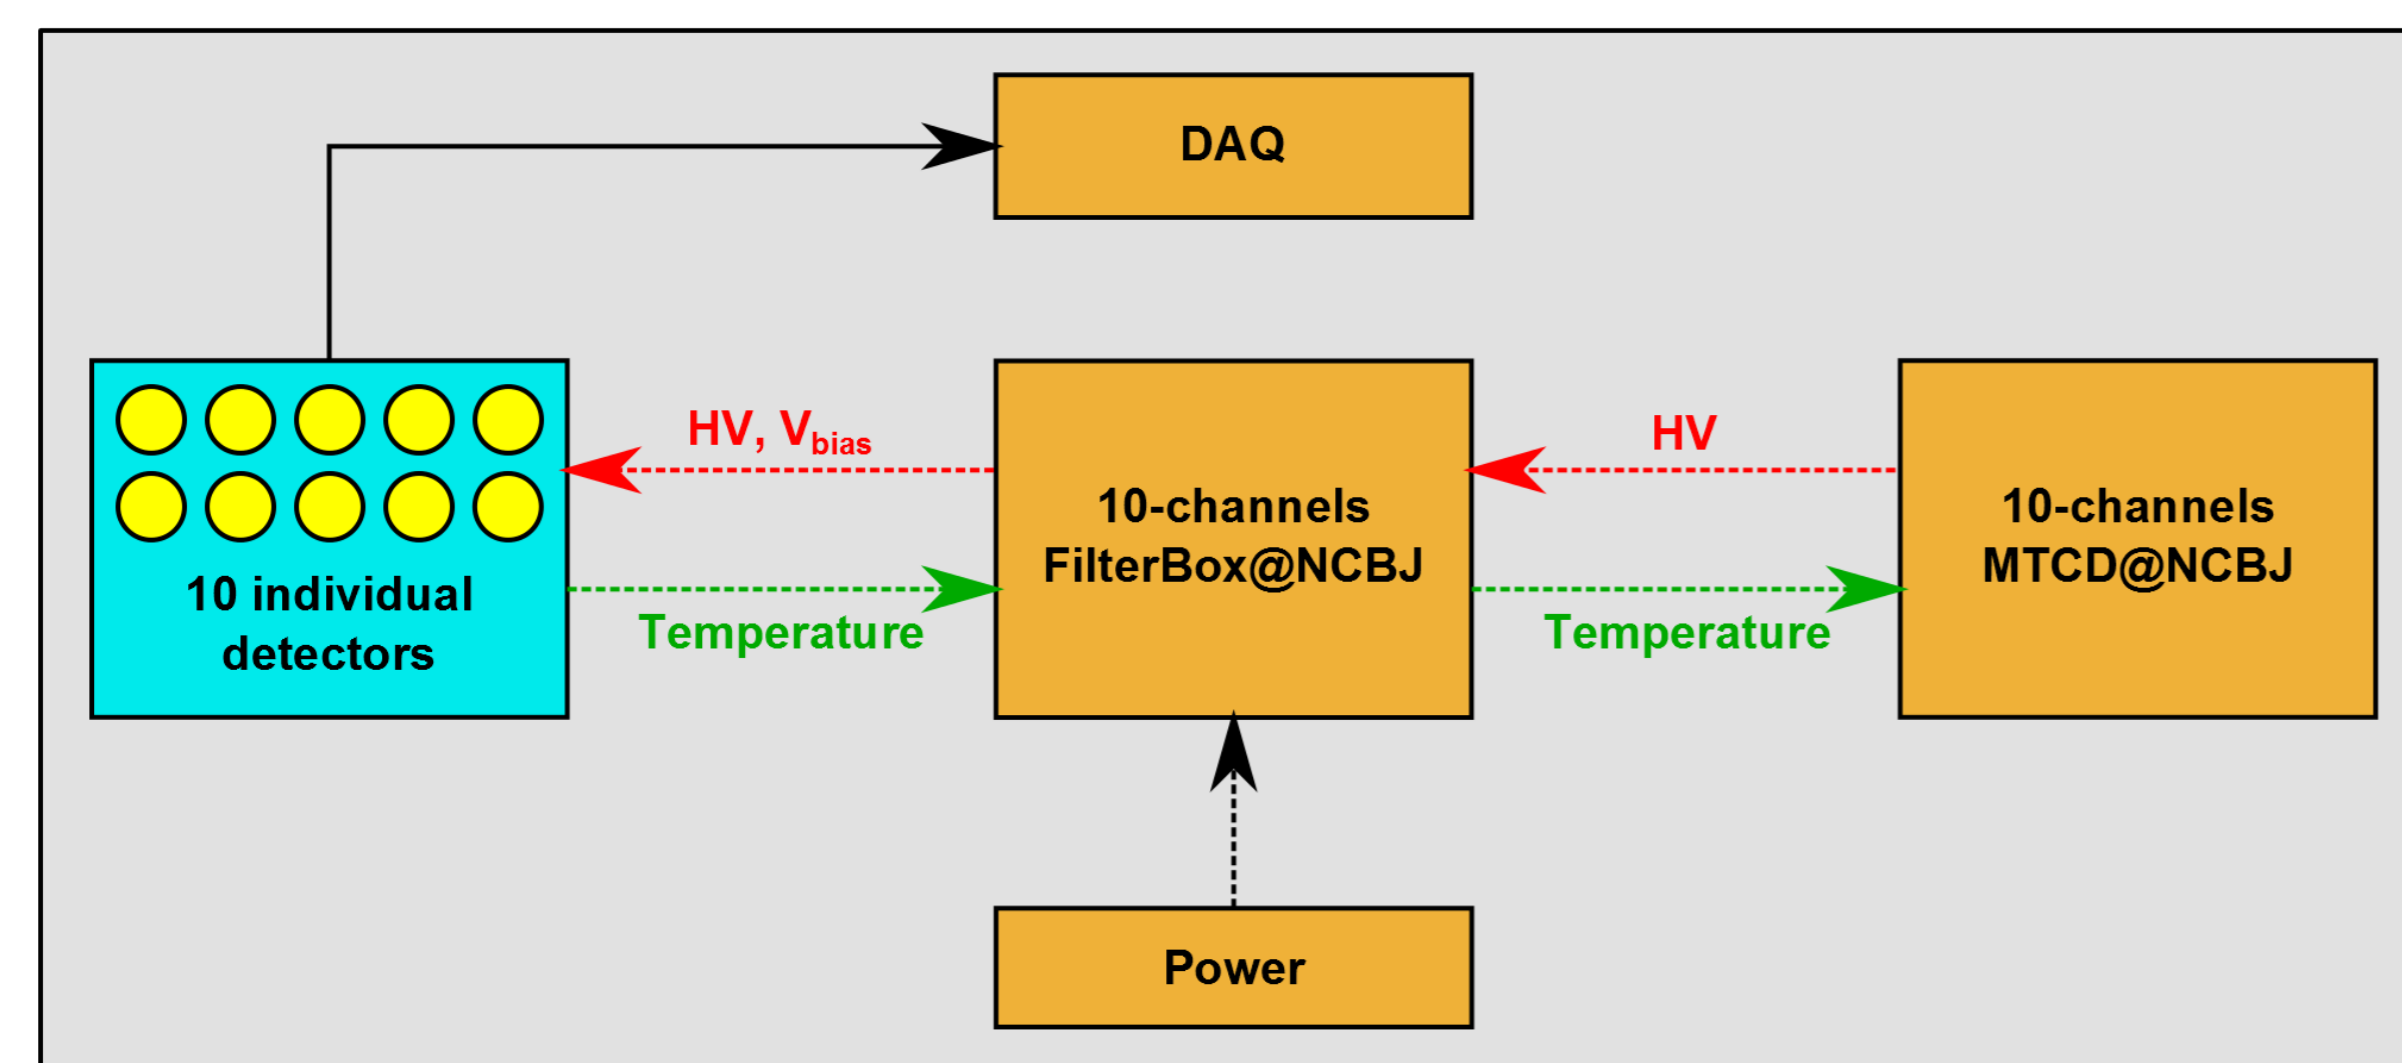 DAQ
HV, Vbias
HV
10-channels
FilterBox@NCBJ
10-channels
MTCD@NCBJ
10 individual
detectors
Temperature
Temperature
Power